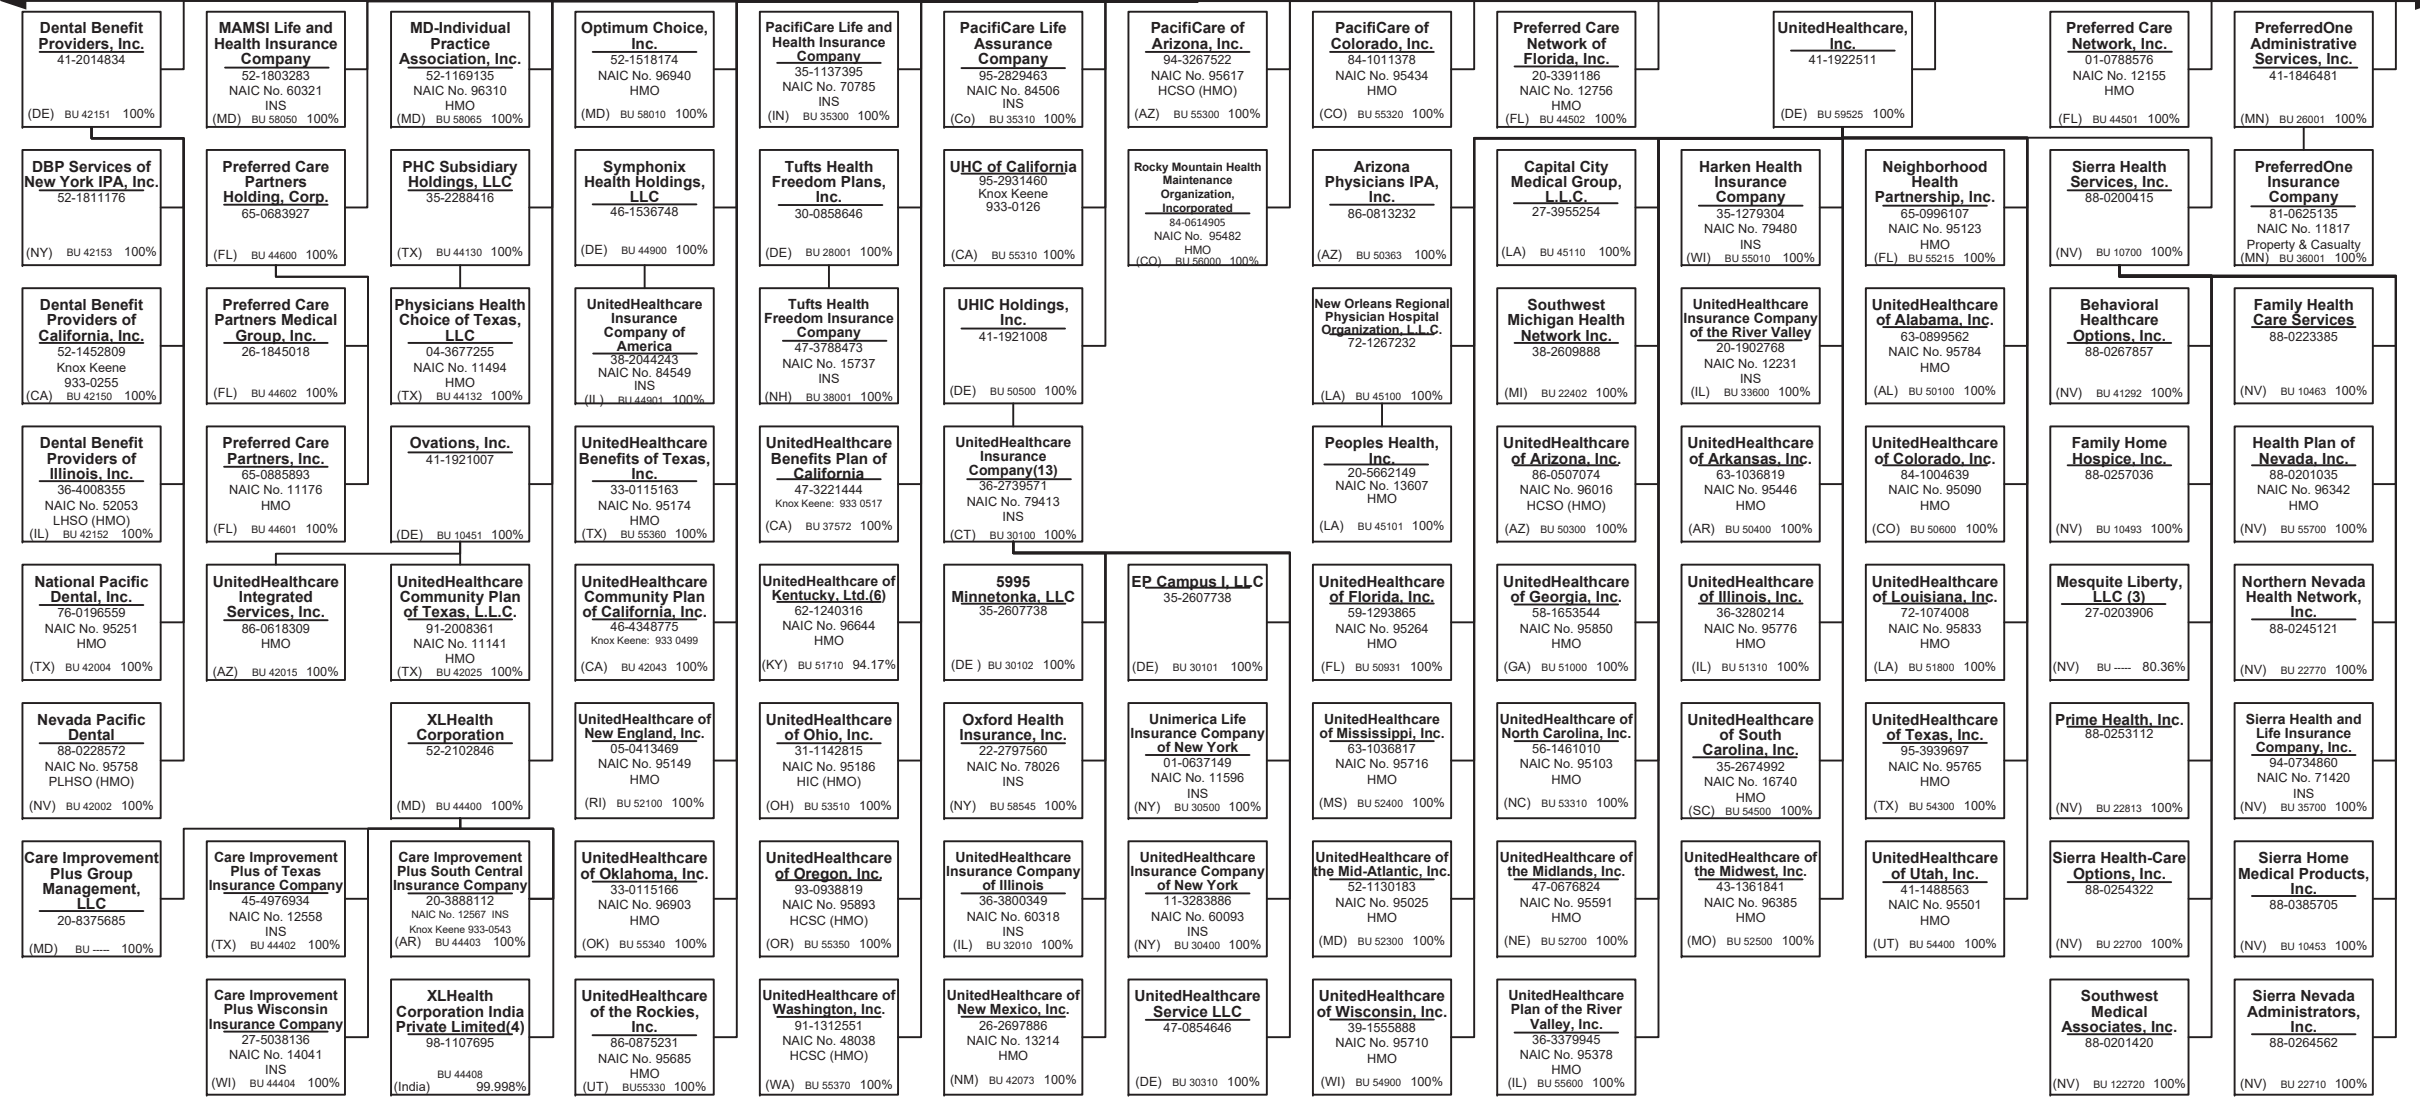 Dental Benefit
Providers, Inc.
41-2014834
(DE) BU 42151 100%
MAMSI Life and
Health Insurance
Company
52-1803283
NAIC No. 60321
INS
(MD) BU 58050 100%
MD-Individual
Practice
Association, Inc.
52-1169135
NAIC No. 96310
HMO
(MD) BU 58065 100%
Optimum Choice,
Inc.
52-1518174
NAIC No. 96940
HMO
(MD) BU 58010 100%
PacifiCare Life and
Health Insurance
Company
35-1137395
NAIC No. 70785
INS
(IN) BU 35300 100%
PacifiCare Life
Assurance
Company
95-2829463
NAIC No. 84506
INS
(Co) BU 35310 100%
PacifiCare of
Arizona, Inc.
94-3267522
NAIC No. 95617
HCSO (HMO)
(AZ) BU 55300 100%
PacifiCare of
Colorado, Inc.
84-1011378
NAIC No. 95434
HMO
(CO) BU 55320 100%
Preferred Care
Network of
Florida, Inc.
20-3391186
NAIC No. 12756
HMO
(FL) BU 44502 100%
UnitedHealthcare,
Inc.
41-1922511
(DE) BU 59525 100%
Preferred Care
Network, Inc.
01-0788576
NAIC No. 12155
HMO
(FL) BU 44501 100%
PreferredOne
Administrative
Services, Inc.
41-1846481
(MN) BU 26001 100%
DBP Services of
New York IPA, Inc.
52-1811176
(NY) BU 42153 100%
Preferred Care
Partners
Holding, Corp.
65-0683927
(FL) BU 44600 100%
PHC Subsidiary
Holdings, LLC
35-2288416
(TX) BU 44130 100%
Symphonix
Health Holdings,
LLC
46-1536748
(DE) BU 44900 100%
Tufts Health
Freedom Plans,
Inc.
30-0858646
(DE) BU 28001 100%
UHC of California
95-2931460
Knox Keene
933-0126
(CA) BU 55310 100%
Rocky Mountain Health
Maintenance
Organization,
Incorporated
84-0614905
NAIC No. 95482
HMO
(CO) BU 56000 100%
Arizona
Physicians IPA,
Inc.
86-0813232
(AZ) BU 50363 100%
Capital City
Medical Group,
L.L.C.
27-3955254
(LA) BU 45110 100%
Harken Health
Insurance
Company
35-1279304
NAIC No. 79480
INS
(WI) BU 55010 100%
Neighborhood
Health
Partnership, Inc.
65-0996107
NAIC No. 95123
HMO
(FL) BU 55215 100%
Sierra Health
Services, Inc.
88-0200415
(NV) BU 10700 100%
PreferredOne
Insurance
Company
81-0625135
NAIC No. 11817
Property & Casualty
(MN) BU 36001 100%
Dental Benefit
Providers of
California, Inc.
52-1452809
Knox Keene
933-0255
(CA) BU 42150 100%
Preferred Care
Partners Medical
Group, Inc.
26-1845018
(FL) BU 44602 100%
Physicians Health
Choice of Texas,
LLC
04-3677255
NAIC No. 11494
HMO
(TX) BU 44132 100%
UnitedHealthcare
Insurance
Company of
America
38-2044243
NAIC No. 84549
INS
(IL) BU 44901 100%
Tufts Health
Freedom Insurance
Company
47-3788473
NAIC No. 15737
INS
(NH) BU 38001 100%
UHIC Holdings,
Inc.
41-1921008
(DE) BU 50500 100%
New Orleans Regional
Physician Hospital
Organization, L.L.C.
72-1267232
(LA) BU 45100 100%
Southwest
Michigan Health
Network Inc.
38-2609888
(MI) BU 22402 100%
UnitedHealthcare
Insurance Company
of the River Valley
20-1902768
NAIC No. 12231
INS
(IL) BU 33600 100%
UnitedHealthcare
of Alabama, Inc.
63-0899562
NAIC No. 95784
HMO
(AL) BU 50100 100%
Behavioral
Healthcare
Options, Inc.
88-0267857
(NV) BU 41292 100%
Family Health
Care Services
88-0223385
(NV) BU 10463 100%
Dental Benefit
Providers of
Illinois, Inc.
36-4008355
NAIC No. 52053
LHSO (HMO)
(IL) BU 42152 100%
Preferred Care
Partners, Inc.
65-0885893
NAIC No. 11176
HMO
(FL) BU 44601 100%
Ovations, Inc.
41-1921007
(DE) BU 10451 100%
UnitedHealthcare
Benefits of Texas,
Inc.
33-0115163
NAIC No. 95174
HMO
(TX) BU 55360 100%
UnitedHealthcare
Benefits Plan of
California
47-3221444
Knox Keene: 933 0517
(CA) BU 37572 100%
UnitedHealthcare
Insurance
Company(13)
36-2739571
NAIC No. 79413
INS
(CT) BU 30100 100%
Peoples Health,
Inc.
20-5662149
NAIC No. 13607
HMO
(LA) BU 45101 100%
UnitedHealthcare
of Arizona, Inc.
86-0507074
NAIC No. 96016
HCSO (HMO)
(AZ) BU 50300 100%
UnitedHealthcare
of Arkansas, Inc.
63-1036819
NAIC No. 95446
HMO
(AR) BU 50400 100%
UnitedHealthcare
of Colorado, Inc.
84-1004639
NAIC No. 95090
HMO
(CO) BU 50600 100%
Family Home
Hospice, Inc.
88-0257036
(NV) BU 10493 100%
Health Plan of
Nevada, Inc.
88-0201035
NAIC No. 96342
HMO
(NV) BU 55700 100%
National Pacific
Dental, Inc.
76-0196559
NAIC No. 95251
HMO
(TX) BU 42004 100%
UnitedHealthcare
Integrated
Services, Inc.
86-0618309
HMO
(AZ) BU 42015 100%
UnitedHealthcare
Community Plan
of Texas, L.L.C.
91-2008361
NAIC No. 11141
HMO
(TX) BU 42025 100%
UnitedHealthcare
Community Plan
of California, Inc.
46-4348775
Knox Keene: 933 0499
(CA) BU 42043 100%
UnitedHealthcare of
Kentucky, Ltd.(6)
62-1240316
NAIC No. 96644
HMO
(KY) BU 51710 94.17%
5995
Minnetonka, LLC
35-2607738
(DE ) BU 30102 100%
EP Campus I, LLC
35-2607738
(DE) BU 30101 100%
UnitedHealthcare
of Florida, Inc.
59-1293865
NAIC No. 95264
HMO
(FL) BU 50931 100%
UnitedHealthcare
of Georgia, Inc.
58-1653544
NAIC No. 95850
HMO
(GA) BU 51000 100%
UnitedHealthcare
of Illinois, Inc.
36-3280214
NAIC No. 95776
HMO
(IL) BU 51310 100%
UnitedHealthcare
of Louisiana, Inc.
72-1074008
NAIC No. 95833
HMO
(LA) BU 51800 100%
Mesquite Liberty,
LLC (3)
27-0203906
(NV) BU ----- 80.36%
Northern Nevada
Health Network,
Inc.
88-0245121
(NV) BU 22770 100%
Nevada Pacific
Dental
88-0228572
NAIC No. 95758
PLHSO (HMO)
(NV) BU 42002 100%
XLHealth
Corporation
52-2102846
(MD) BU 44400 100%
UnitedHealthcare of
New England, Inc.
05-0413469
NAIC No. 95149
HMO
(RI) BU 52100 100%
UnitedHealthcare
of Ohio, Inc.
31-1142815
NAIC No. 95186
HIC (HMO)
(OH) BU 53510 100%
Oxford Health
Insurance, Inc.
22-2797560
NAIC No. 78026
INS
(NY) BU 58545 100%
Unimerica Life
Insurance Company
of New York
01-0637149
NAIC No. 11596
INS
(NY) BU 30500 100%
UnitedHealthcare
of Mississippi, Inc.
63-1036817
NAIC No. 95716
HMO
(MS) BU 52400 100%
UnitedHealthcare of
North Carolina, Inc.
56-1461010
NAIC No. 95103
HMO
(NC) BU 53310 100%
UnitedHealthcare
of South
Carolina, Inc.
35-2674992
NAIC No. 16740
HMO
(SC) BU 54500 100%
UnitedHealthcare
of Texas, Inc.
95-3939697
NAIC No. 95765
HMO
(TX) BU 54300 100%
Prime Health, Inc.
88-0253112
(NV) BU 22813 100%
Sierra Health and
Life Insurance
Company, Inc.
94-0734860
NAIC No. 71420
INS
(NV) BU 35700 100%
Care Improvement
Plus Group
Management,
LLC
20-8375685
(MD) BU ----- 100%
Care Improvement
Plus of Texas
Insurance Company
45-4976934
NAIC No. 12558
INS
(TX) BU 44402 100%
Care Improvement
Plus South Central
Insurance Company
20-3888112
NAIC No. 12567 INS
Knox Keene 933-0543
(AR) BU 44403 100%
UnitedHealthcare
of Oklahoma, Inc.
33-0115166
NAIC No. 96903
HMO
(OK) BU 55340 100%
UnitedHealthcare
of Oregon, Inc.
93-0938819
NAIC No. 95893
HCSC (HMO)
(OR) BU 55350 100%
UnitedHealthcare
Insurance Company
of Illinois
36-3800349
NAIC No. 60318
INS
(IL) BU 32010 100%
UnitedHealthcare
Insurance Company
of New York
11-3283886
NAIC No. 60093
INS
(NY) BU 30400 100%
UnitedHealthcare of
the Mid-Atlantic, Inc.
52-1130183
NAIC No. 95025
HMO
(MD) BU 52300 100%
UnitedHealthcare of
the Midlands, Inc.
47-0676824
NAIC No. 95591
HMO
(NE) BU 52700 100%
UnitedHealthcare of
the Midwest, Inc.
43-1361841
NAIC No. 96385
HMO
(MO) BU 52500 100%
UnitedHealthcare
of Utah, Inc.
41-1488563
NAIC No. 95501
HMO
(UT) BU 54400 100%
Sierra Health-Care
Options, Inc.
88-0254322
(NV) BU 22700 100%
Sierra Home
Medical Products,
Inc.
88-0385705
(NV) BU 10453 100%
Care Improvement
Plus Wisconsin
Insurance Company
27-5038136
NAIC No. 14041
INS
(WI) BU 44404 100%
XLHealth
Corporation India
Private Limited(4)
98-1107695
BU 44408
(India) 99.998%
UnitedHealthcare
of the Rockies,
Inc.
86-0875231
NAIC No. 95685
HMO
(UT) BU55330 100%
UnitedHealthcare of
Washington, Inc.
91-1312551
NAIC No. 48038
HCSC (HMO)
(WA) BU 55370 100%
UnitedHealthcare of
New Mexico, Inc.
26-2697886
NAIC No. 13214
HMO
(NM) BU 42073 100%
UnitedHealthcare
Service LLC
47-0854646
(DE) BU 30310 100%
UnitedHealthcare
of Wisconsin, Inc.
39-1555888
NAIC No. 95710
HMO
(WI) BU 54900 100%
UnitedHealthcare
Plan of the River
Valley, Inc.
36-3379945
NAIC No. 95378
HMO
(IL) BU 55600 100%
Southwest
Medical
Associates, Inc.
88-0201420
(NV) BU 122720 100%
Sierra Nevada
Administrators,
Inc.
88-0264562
(NV) BU 22710 100%